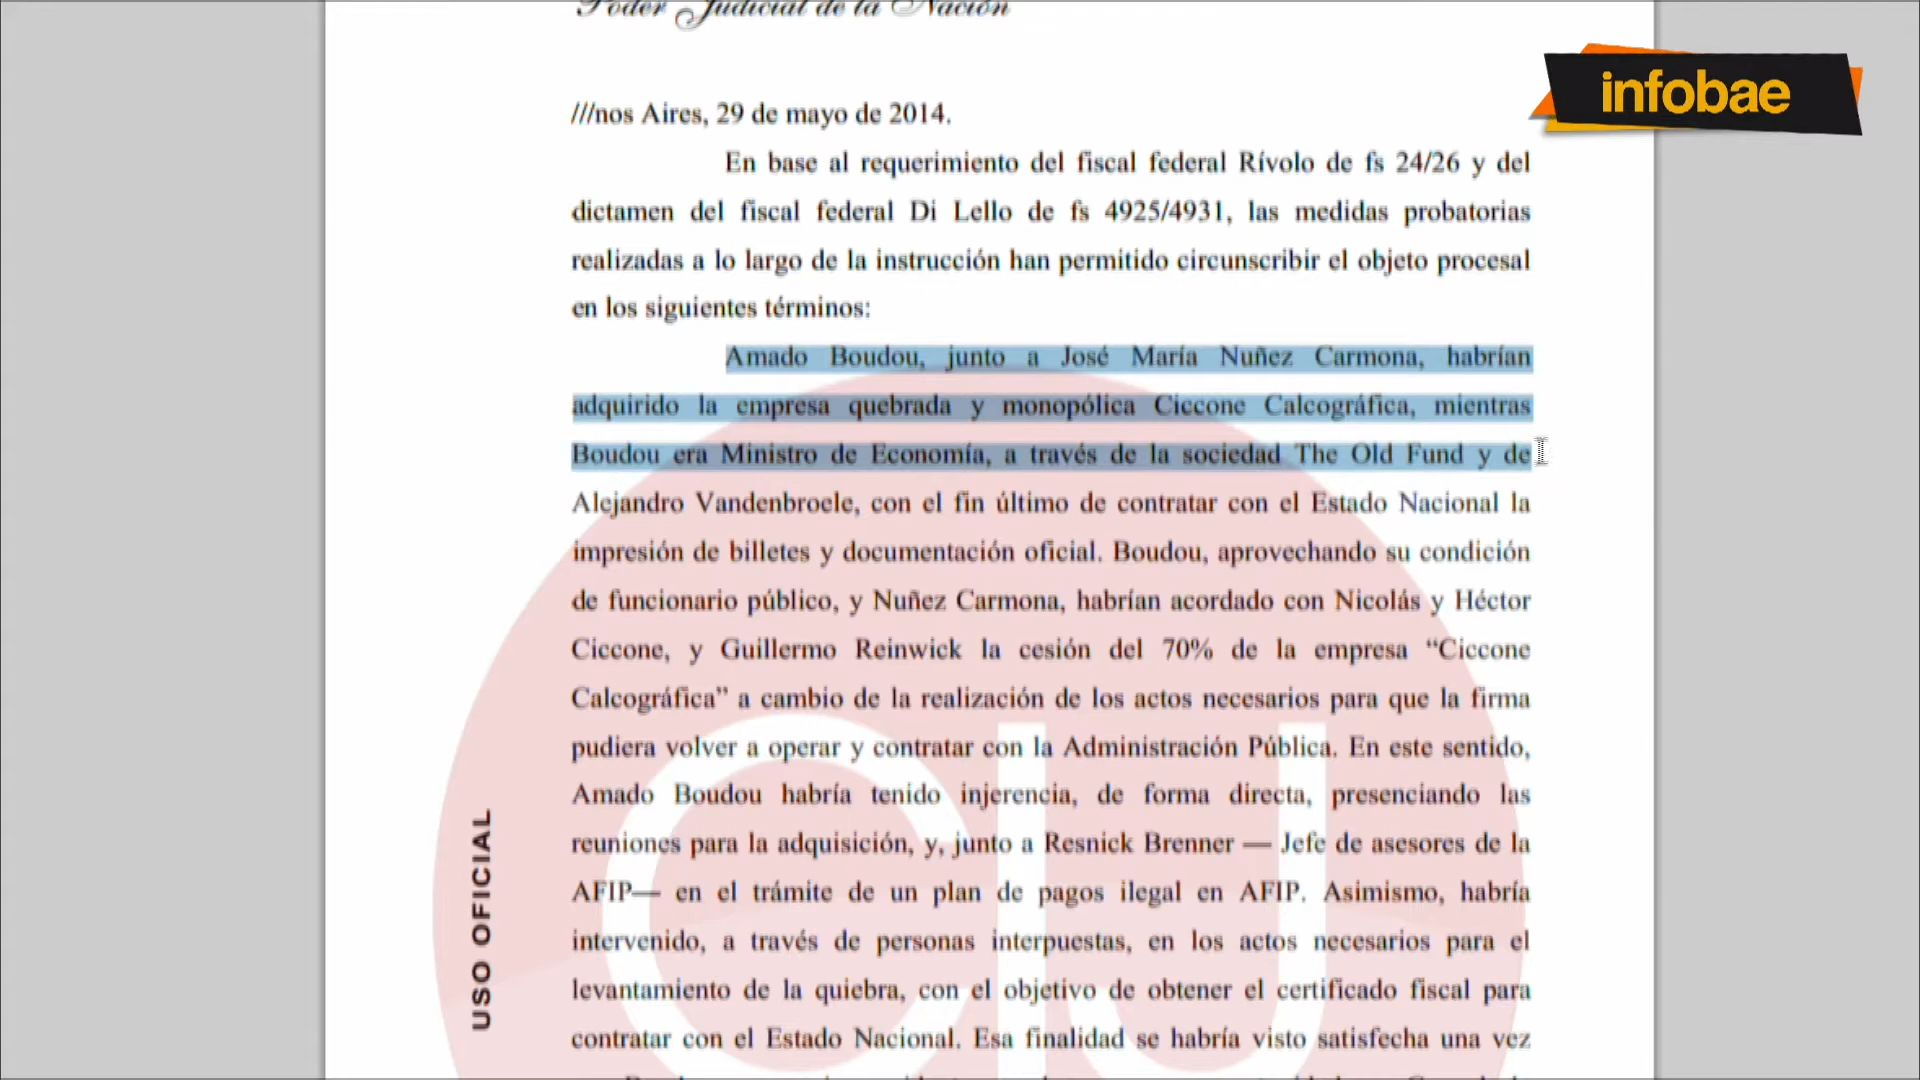 Poder Judicial de la Nación
infobae
///nos Aires, 29 de mayo de 2014.
En base al requerimiento del fiscal federal Rívolo de fs 24/26 y del
dictamen del fiscal federal Di Lello de fs 4925/4931, las medidas probatorias
realizadas a lo largo de la instrucción han permitido circunscribir el objeto procesal
en los siguientes términos:
Amado Boudou, junto a José María Nuñez Carmona, habrían
adquirido la empresa quebrada y monopólica Ciccone Calcográfica, mientras
Boudou era Ministro de Economía, a través de la sociedad The Old Fund y de
Alejandro Vandenbroele, con el fin último de contratar con el Estado Nacional la
impresión de billetes y documentación oficial. Boudou, aprovechando su condición
de funcionario público, y Nuñez Carmona, habrían acordado con Nicolás y Héctor
Ciccone, y Guillermo Reinwick la cesión del 70% de la empresa “Ciccone
Calcográfica” a cambio de la realización de los actos necesarios para que la firma
pudiera volver a operar y contratar con la Administración Pública. En este sentido,
Amado Boudou habría tenido injerencia, de forma directa, presenciando las
reuniones para la adquisición, y, junto a Resnick Brenner — Jefe de asesores de la
AFIP— en el trámite de un plan de pagos ilegal en AFIP. Asimismo, habría
intervenido, a través de personas interpuestas, en los actos necesarios para el
levantamiento de la quiebra, con el objetivo de obtener el certificado fiscal para
contratar con el Estado Nacional. Esa finalidad se habría visto satisfecha una vez
USO OFICIAL
CIJ